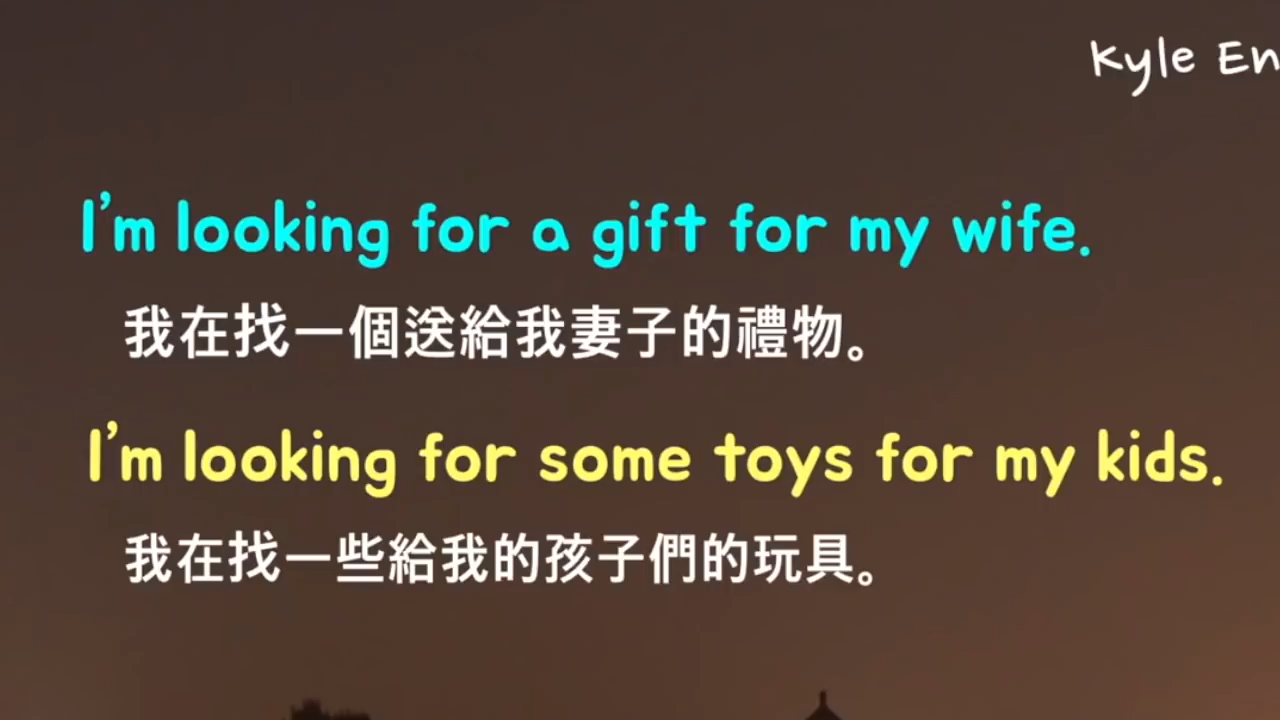 Kyle En
I'm looking for a gift for my wife.
我在找一個送給我妻子的禮物。
I'm looking for some toys for my kids.
我在找一些給我的孩子們的玩具。